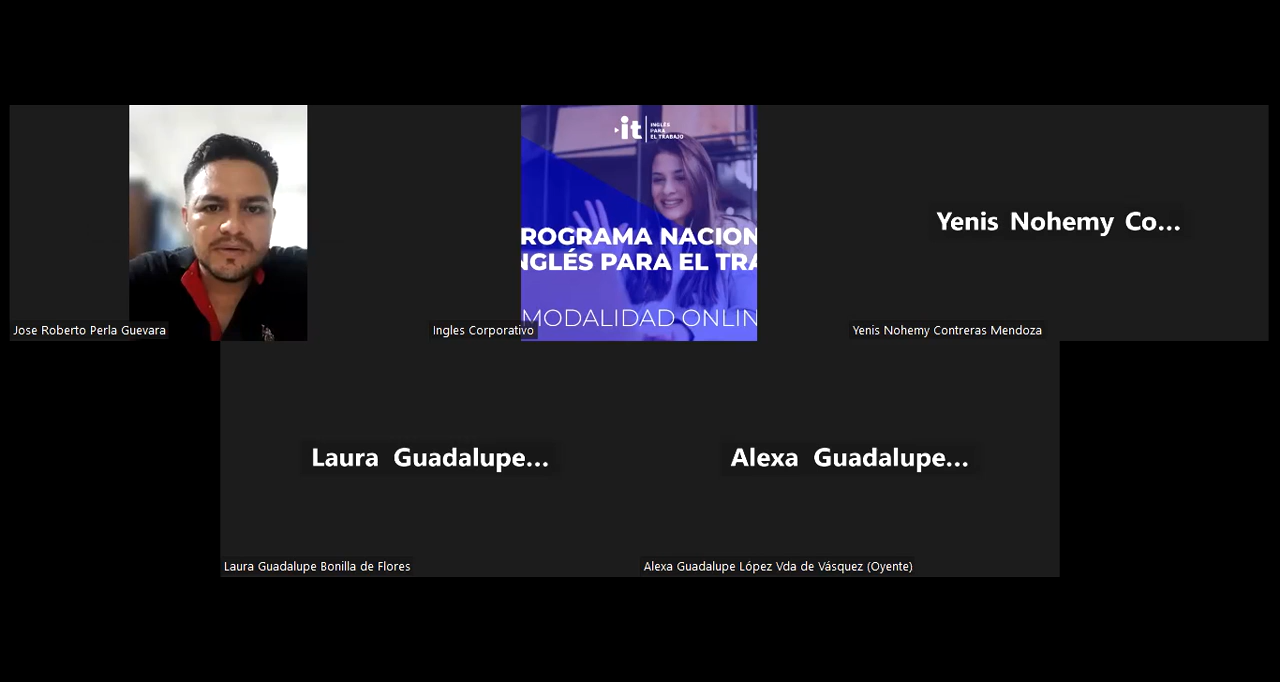 it INGLÉS
PARA
EL TRABAJO
ROGRAMA NACION
NGLÉS PARA EL TRA
MODALIDAD ONLIN
Yenis Nohemy Co...
Jose Roberto Perla Guevara
Ingles Corporativo
Yenis Nohemy Contreras Mendoza
Laura Guadalupe...
Alexa Guadalupe...
Laura Guadalupe Bonilla de Flores
Alexa Guadalupe López Vda de Vásquez (Oyente)